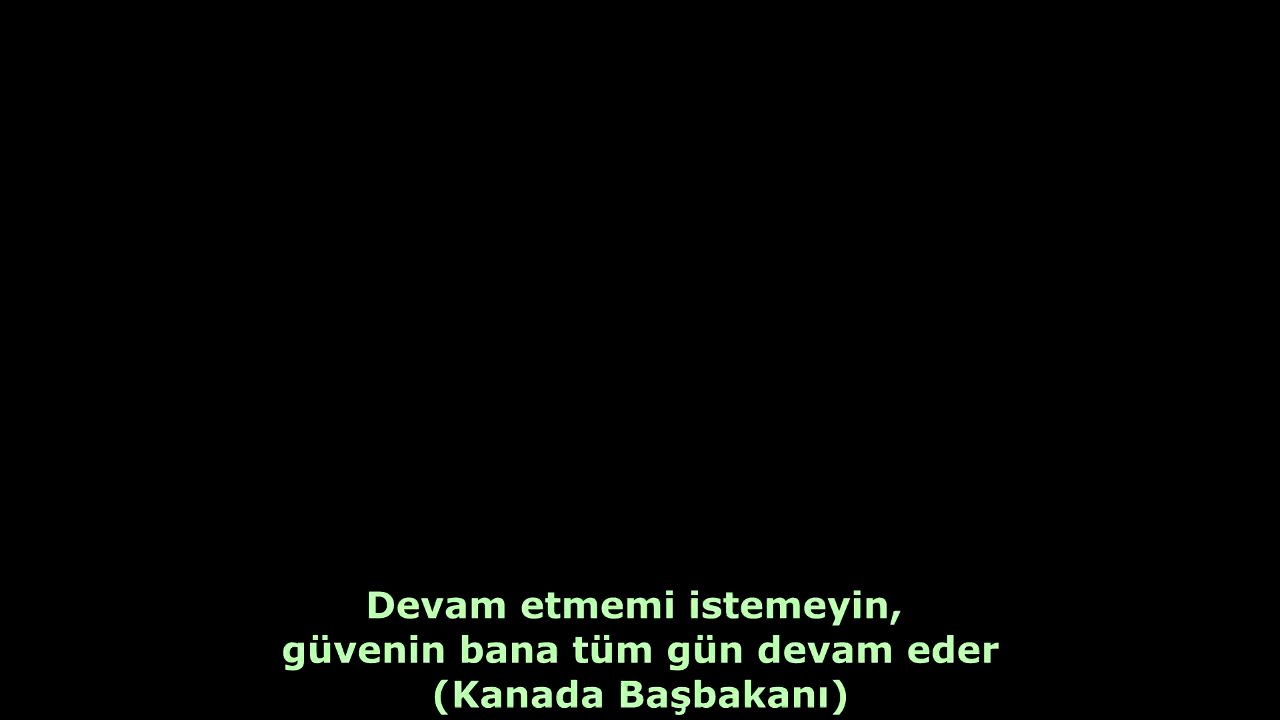 Devam etmemi istemeyin,
güvenin bana tüm gün devam eder
(Kanada Başbakanı)